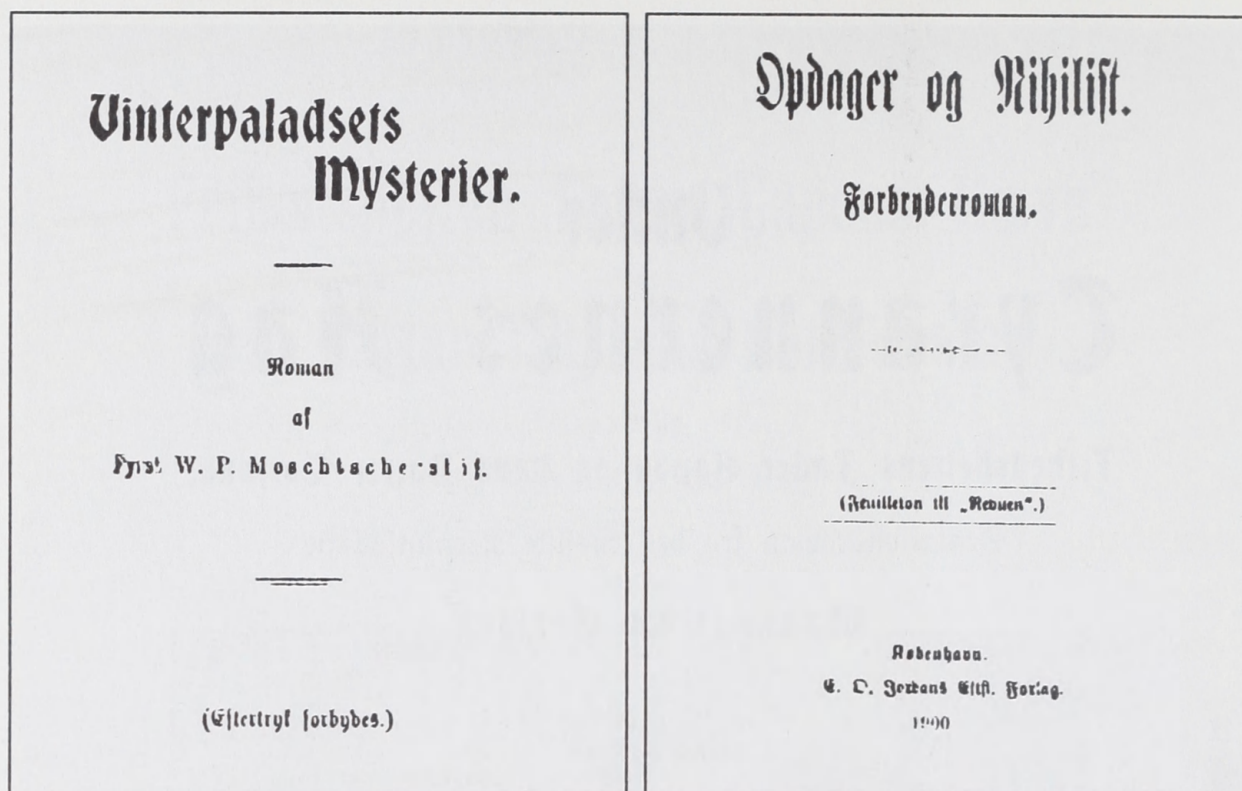 Vinterpaladsets
Mysterier.
Roman
af
Fyrst W. P.
(Eftertryk forbydes.)
Opdager og Nihilist.
Forbryderroman.
(Feuilleton til „Revuen“.)
København.
E. O. Jordans Eftf. Forlag.
1900